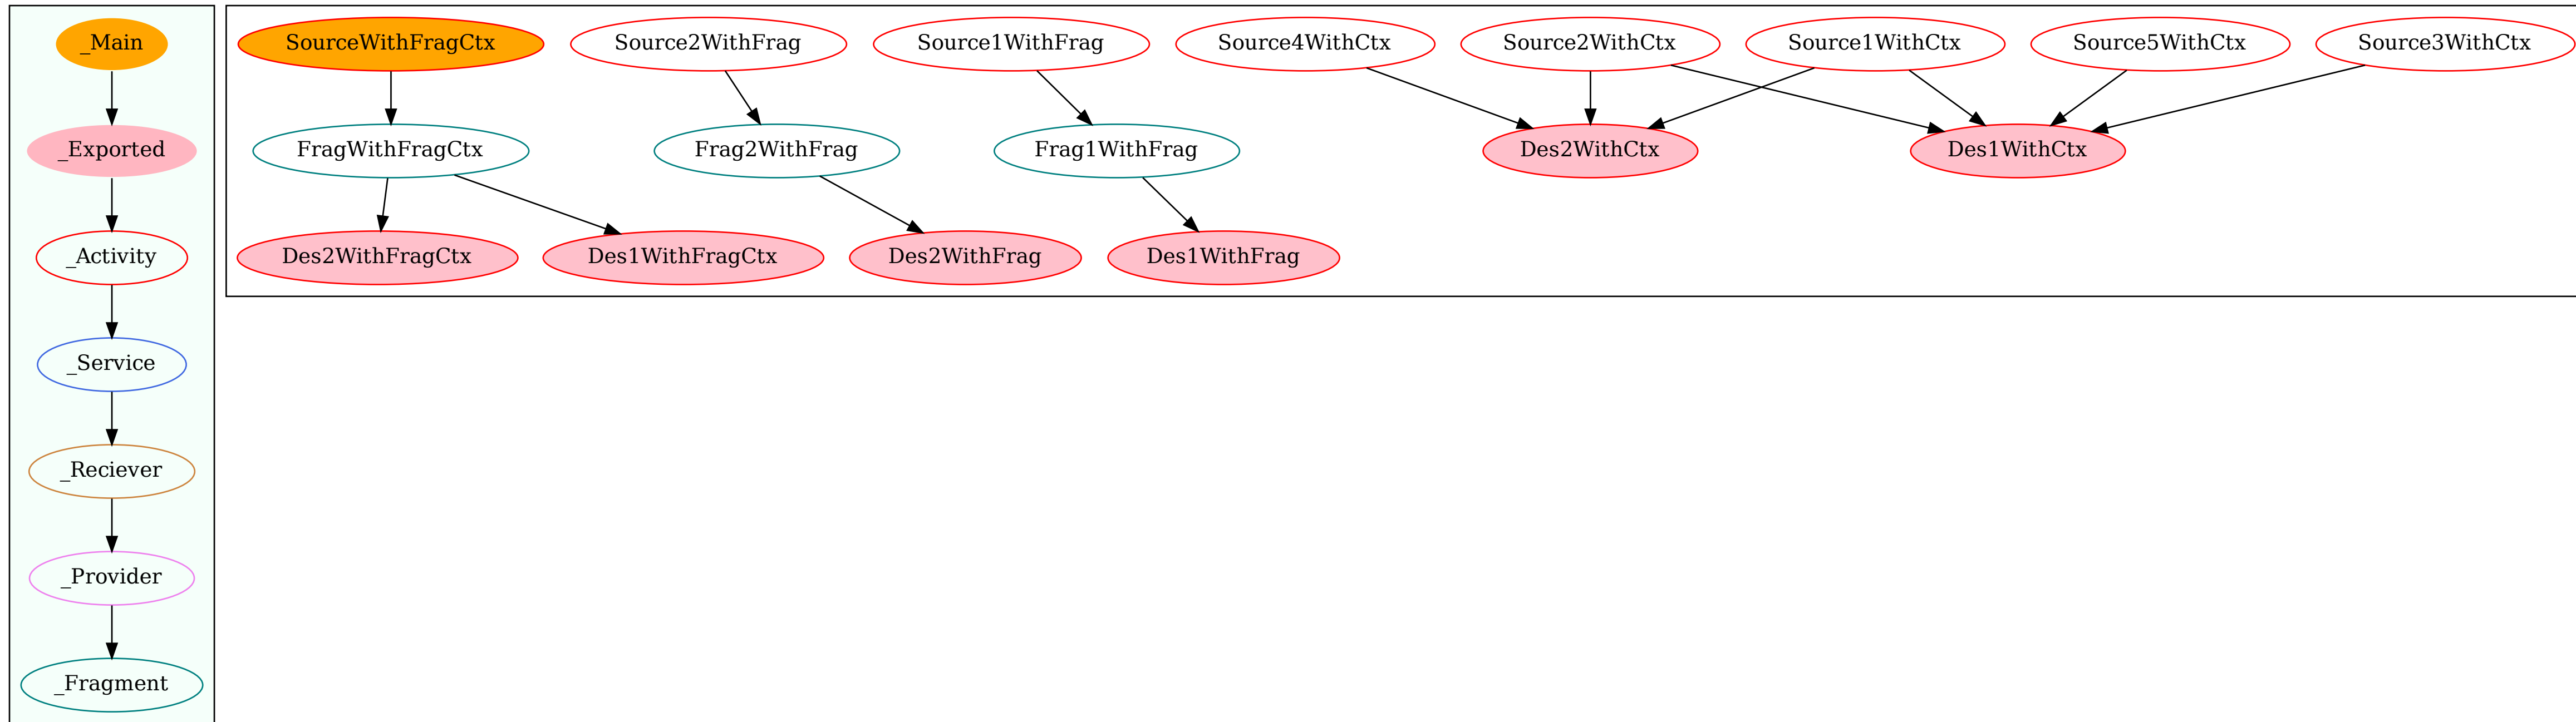 _Main
_Exported
_Activity
_Service
_Reciever
_Provider
_Fragment
SourceWithFragCtx
Source2WithFrag
Source1WithFrag
Source4WithCtx
Source2WithCtx
Source1WithCtx
Source5WithCtx
Source3WithCtx
FragWithFragCtx
Frag2WithFrag
Frag1WithFrag
Des2WithCtx
Des1WithCtx
Des2WithFragCtx
Des1WithFragCtx
Des2WithFrag
Des1WithFrag